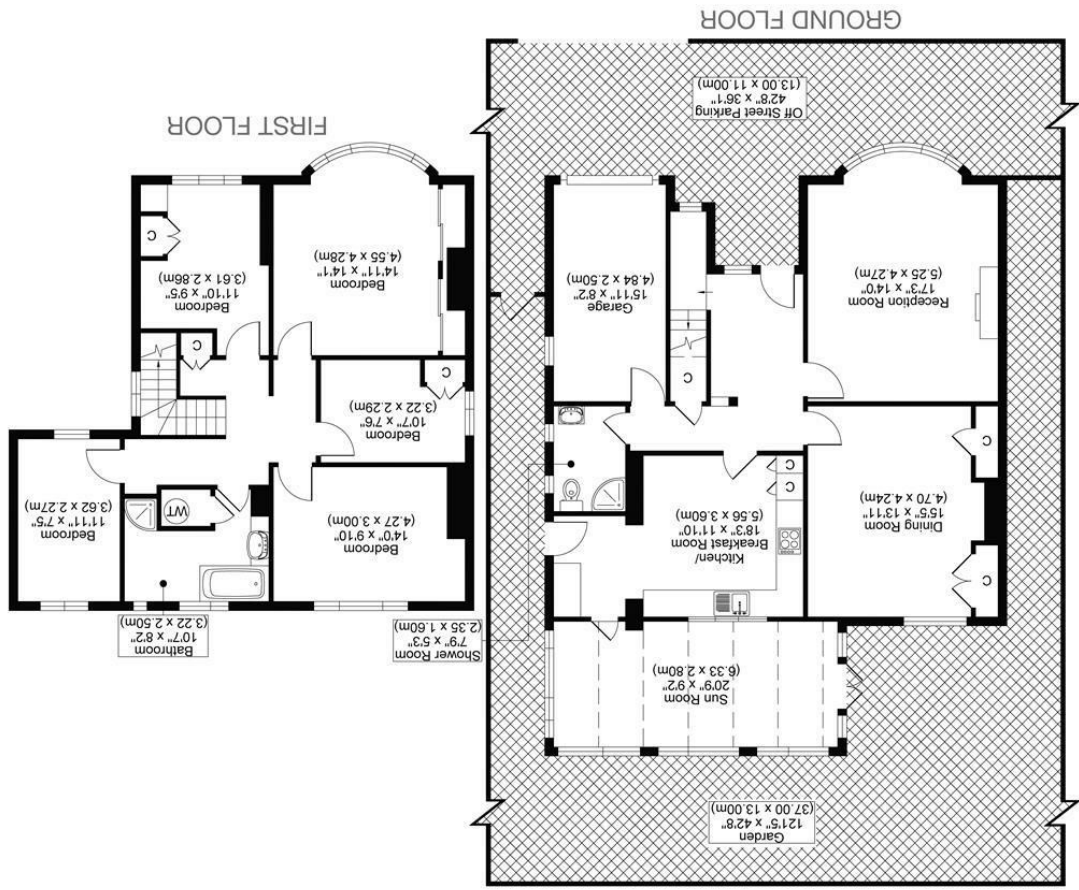 Garden
121'5" x 42'8"
(37.00 x 13.00m)
Sun Room
20'9" x 9'2"
(6.33 x 2.80m)
C
Dining Room
15'5" x 13'11"
(4.70 x 4.24m)
C
Kitchen/
Breakfast Room
18'3" x 11'10"
(5.56 x 3.60m)
C
C
Shower Room
7'9" x 5'3"
(2.35 x 1.60m)
C
Reception Room
17'3" x 14'0"
(5.25 x 4.27m)
Garage
15'11" x 8'2"
(4.84 x 2.50m)
Off Street Parking
42'8" x 36'1"
(13.00 x 11.00m)
GROUND FLOOR
Bathroom
10'7" x 8'2"
(3.22 x 2.50m)
Bedroom
14'0" x 9'10"
(4.27 x 3.00m)
WT
Bedroom
11'11" x 7'5"
(3.62 x 2.27m)
Bedroom
10'7" x 7'6"
(3.22 x 2.29m)
C
C
Bedroom
14'11" x 14'1"
(4.55 x 4.28m)
Bedroom
11'10" x 9'5"
(3.61 x 2.86m)
C
FIRST FLOOR